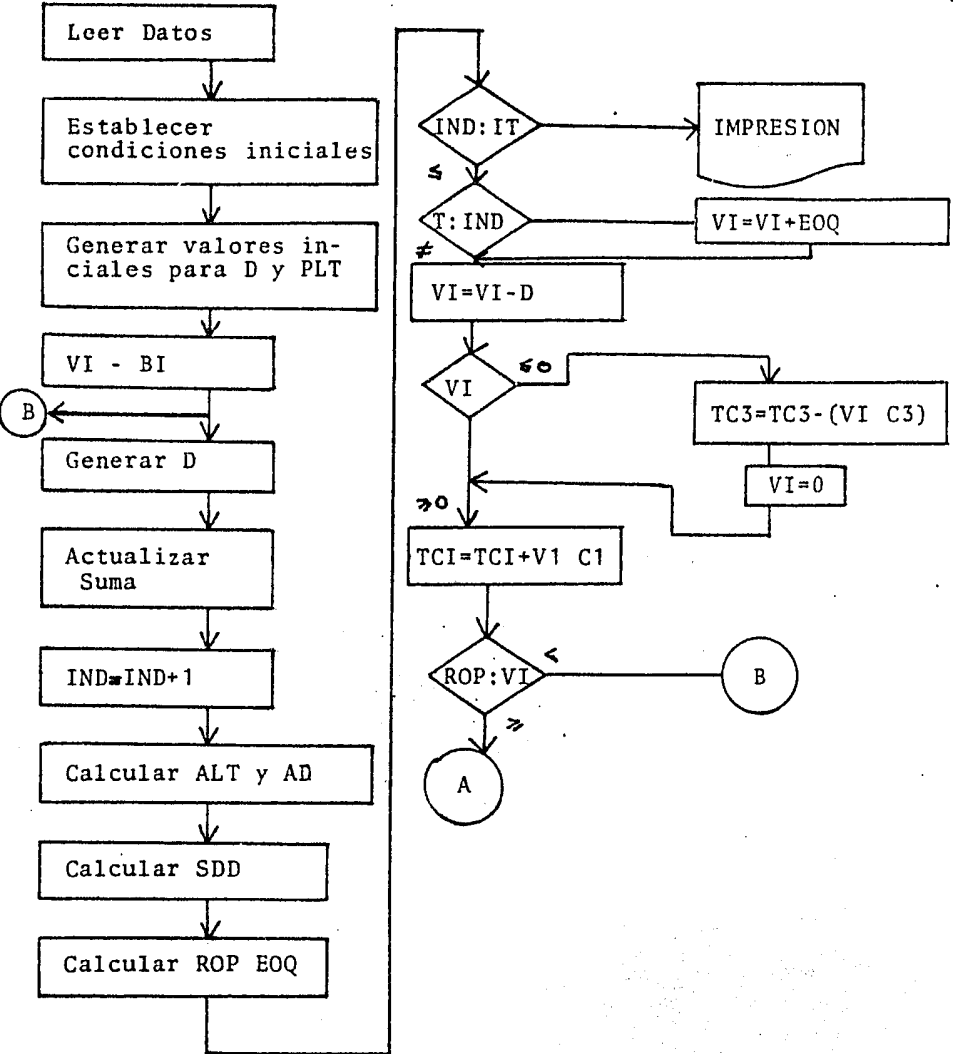 Leer Datos
Establecer
condiciones iniciales
Generar valores in-
ciales para D y PLT
VI - BI
B
Generar D
Actualizar
Suma
IND=IND+1
Calcular ALT y AD
Calcular SDD
Calcular ROP EOQ
IND:IT
IMPRESION
≤
T:IND
VI=VI+EOQ
≠
VI=VI-D
VI
≤0
TC3=TC3-(VI C3)
VI=0
≥0
TCI=TCI+V1 C1
ROP:VI
<
B
≥
A